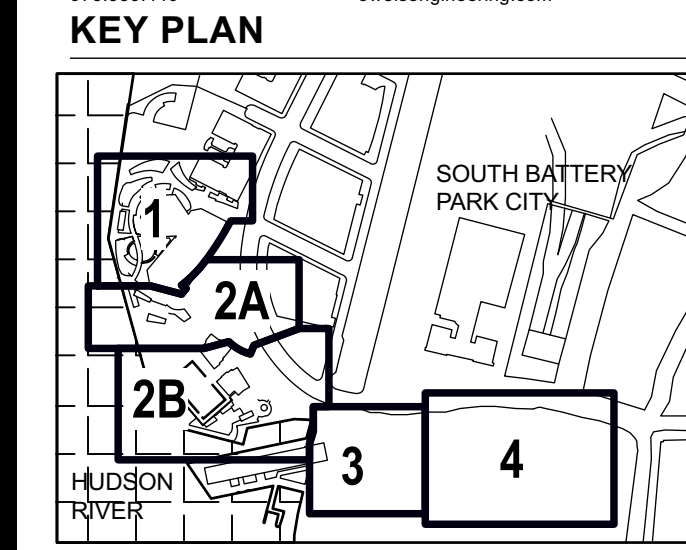 KEY PLAN
SOUTH BATTERY
PARK CITY
1
2A
2B
3
4
HUDSON
RIVER